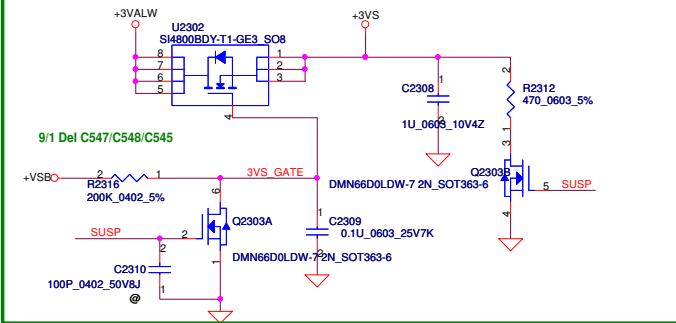 +3VALW
+3VS
U2302
SI4800BDY-T1-GE3_SO8
8
7
6
5
1
2
3
4
C2308
1
2
1U_0603_10V4Z
2
R2312
470_0603_5%
1
9/1 Del C547/C548/C545
+VSB
2
1
R2316
200K_0402_5%
3VS_GATE
3
Q2303B
DMN66D0LDW-7 2N_SOT363-6
5
SUSP
4
6
Q2303A
SUSP
2
1
DMN66D0LDW-7 2N_SOT363-6
1
C2309
0.1U_0603_25V7K
2
2
C2310
1
100P_0402_50V8J
@